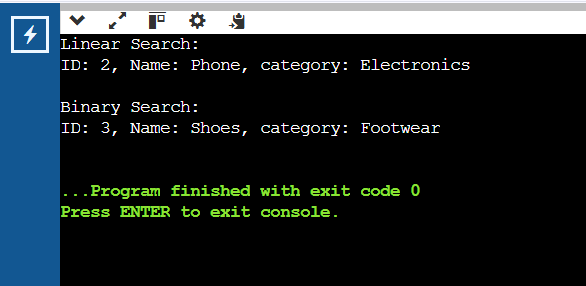 Linear Search:
ID: 2, Name: Phone, category: Electronics
Binary Search:
ID: 3, Name: Shoes, category: Footwear
...Program finished with exit code 0
Press ENTER to exit console.